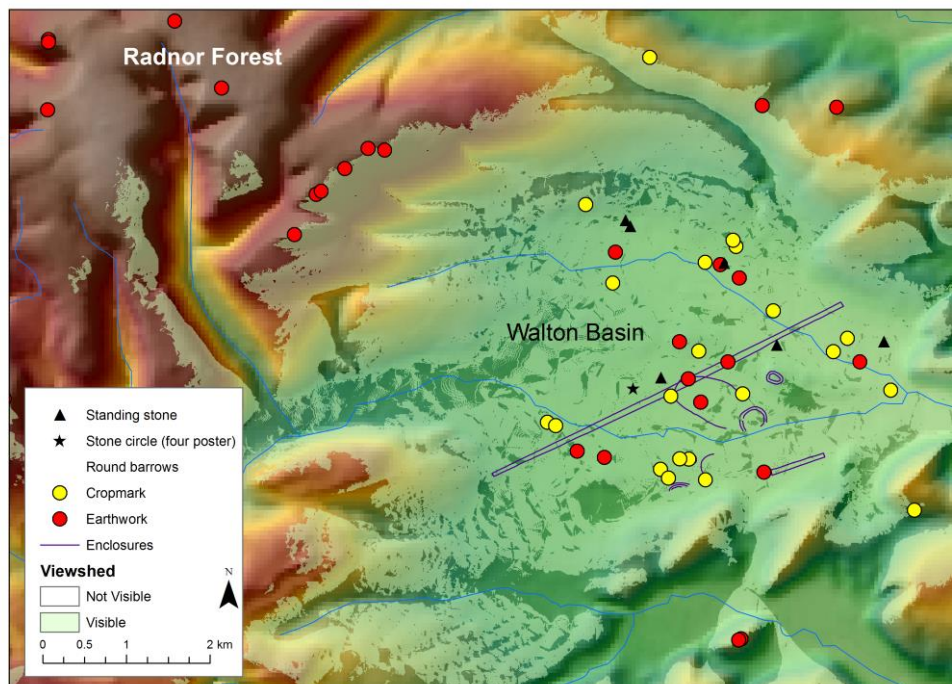 Radnor Forest
Walton Basin
Standing stone
Stone circle (four poster)
Round barrows
Cropmark
Earthwork
Enclosures
Viewshed
N
Not Visible
Visible
0 0.5 1 2 km